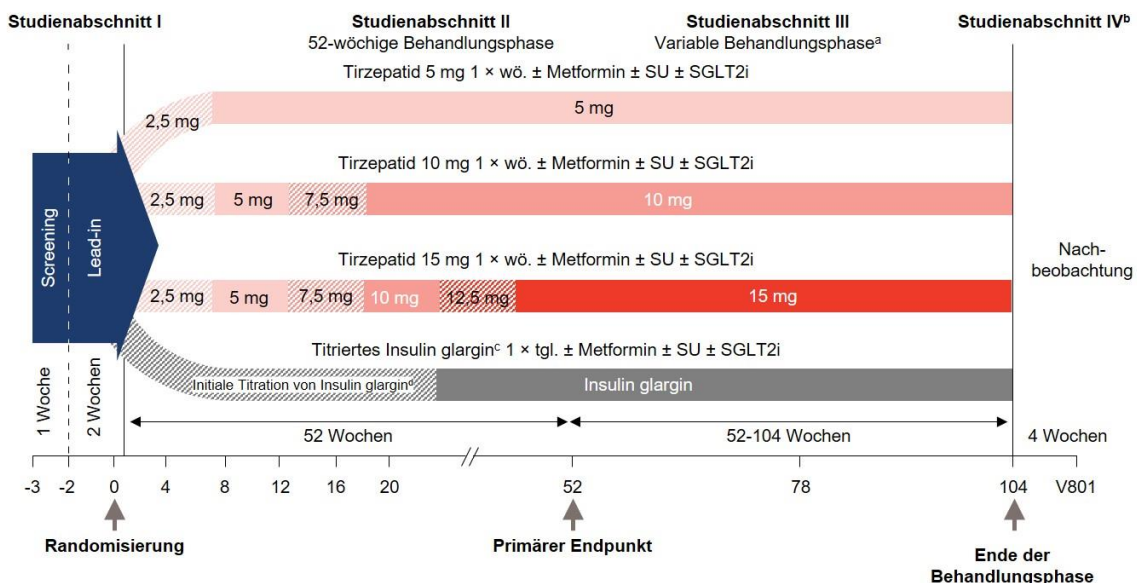 Studienabschnitt I
Studienabschnitt II
52-wöchige Behandlungsphase
Studienabschnitt III
Variable Behandlungsphaseᵃ
Studienabschnitt IVᵇ
Tirzepatid 5 mg 1 × wö. ± Metformin ± SU ± SGLT2i
2,5 mg
5 mg
Tirzepatid 10 mg 1 × wö. ± Metformin ± SU ± SGLT2i
2,5 mg
5 mg
7,5 mg
10 mg
Screening
Lead-in
Tirzepatid 15 mg 1 × wö. ± Metformin ± SU ± SGLT2i
2,5 mg
5 mg
7,5 mg
10 mg
12,5 mg
15 mg
Nach-
beobachtung
Titriertes Insulin glarginᶜ 1 × tgl. ± Metformin ± SU ± SGLT2i
Initiale Titration von Insulin glarginᵈ
Insulin glargin
1 Woche
2 Wochen
52 Wochen
52-104 Wochen
4 Wochen
-3 -2 0 4 8 12 16 20 52 78 104 V801
Randomisierung
Primärer Endpunkt
Ende der
Behandlungsphase